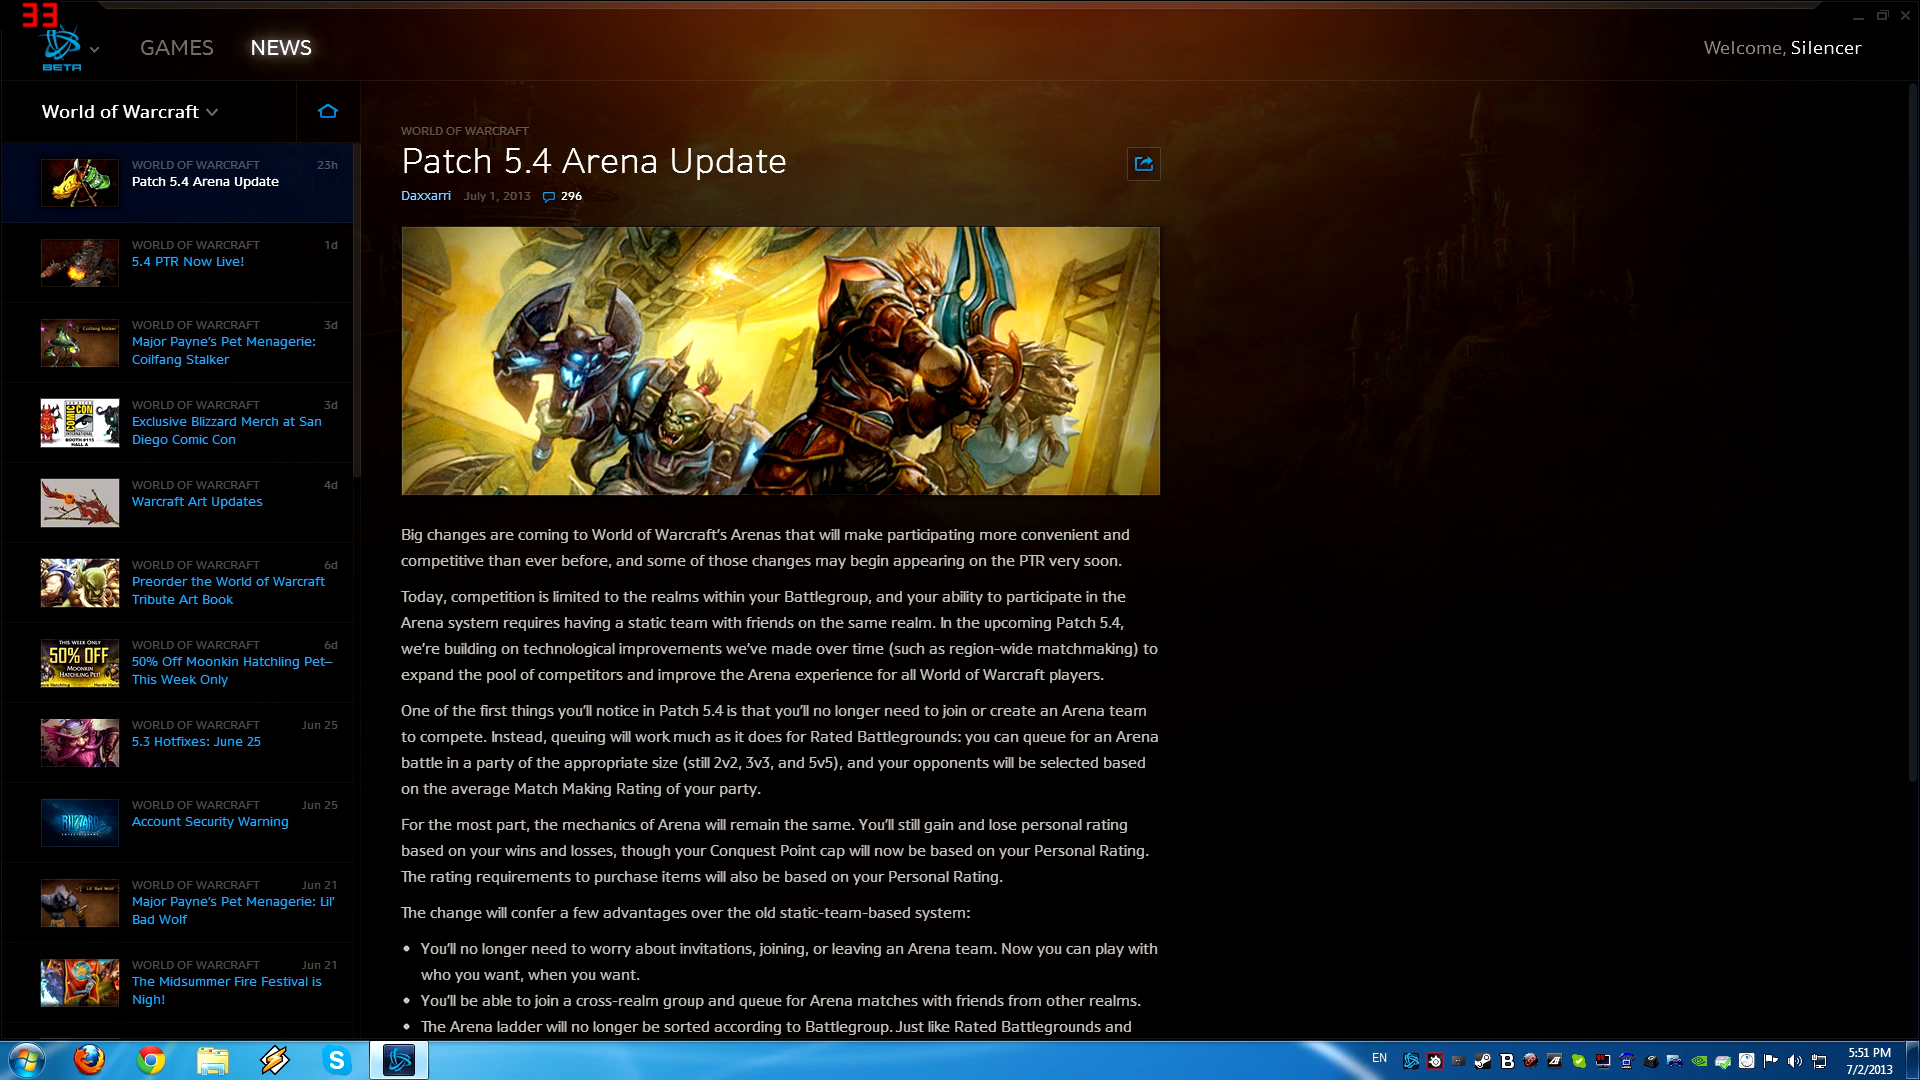 33
BETA
GAMES
NEWS
Welcome, Silencer
World of Warcraft
WORLD OF WARCRAFT 23h
Patch 5.4 Arena Update
WORLD OF WARCRAFT 1d
5.4 PTR Now Live!
WORLD OF WARCRAFT 3d
Major Payne's Pet Menagerie:
Coilfang Stalker
Coilfang Stalker
WORLD OF WARCRAFT 3d
Exclusive Blizzard Merch at San
Diego Comic Con
COMIC CON
INTERNATIONAL
BOOTH #115
HALL A
WORLD OF WARCRAFT 4d
Warcraft Art Updates
WORLD OF WARCRAFT 6d
Preorder the World of Warcraft
Tribute Art Book
WORLD OF WARCRAFT 6d
50% Off Moonkin Hatchling Pet—
This Week Only
THIS WEEK ONLY
50% OFF
MOONKIN
HATCHLING PET!
WORLD OF WARCRAFT Jun 25
5.3 Hotfixes: June 25
WORLD OF WARCRAFT Jun 25
Account Security Warning
BLIZZARD
ENTERTAINMENT
WORLD OF WARCRAFT Jun 21
Major Payne's Pet Menagerie: Lil'
Bad Wolf
Lil' Bad Wolf
WORLD OF WARCRAFT Jun 21
The Midsummer Fire Festival is
Nigh!
WORLD OF WARCRAFT
Patch 5.4 Arena Update
Daxxarri July 1, 2013 296
Big changes are coming to World of Warcraft’s Arenas that will make participating more convenient and
competitive than ever before, and some of those changes may begin appearing on the PTR very soon.
Today, competition is limited to the realms within your Battlegroup, and your ability to participate in the
Arena system requires having a static team with friends on the same realm. In the upcoming Patch 5.4,
we’re building on technological improvements we’ve made over time (such as region-wide matchmaking) to
expand the pool of competitors and improve the Arena experience for all World of Warcraft players.
One of the first things you’ll notice in Patch 5.4 is that you’ll no longer need to join or create an Arena team
to compete. Instead, queuing will work much as it does for Rated Battlegrounds: you can queue for an Arena
battle in a party of the appropriate size (still 2v2, 3v3, and 5v5), and your opponents will be selected based
on the average Match Making Rating of your party.
For the most part, the mechanics of Arena will remain the same. You’ll still gain and lose personal rating
based on your wins and losses, though your Conquest Point cap will now be based on your Personal Rating.
The rating requirements to purchase items will also be based on your Personal Rating.
The change will confer a few advantages over the old static-team-based system:
• You’ll no longer need to worry about invitations, joining, or leaving an Arena team. Now you can play with
who you want, when you want.
• You’ll be able to join a cross-realm group and queue for Arena matches with friends from other realms.
• The Arena ladder will no longer be sorted according to Battlegroup. Just like Rated Battlegrounds and
EN
5:51 PM
7/2/2013